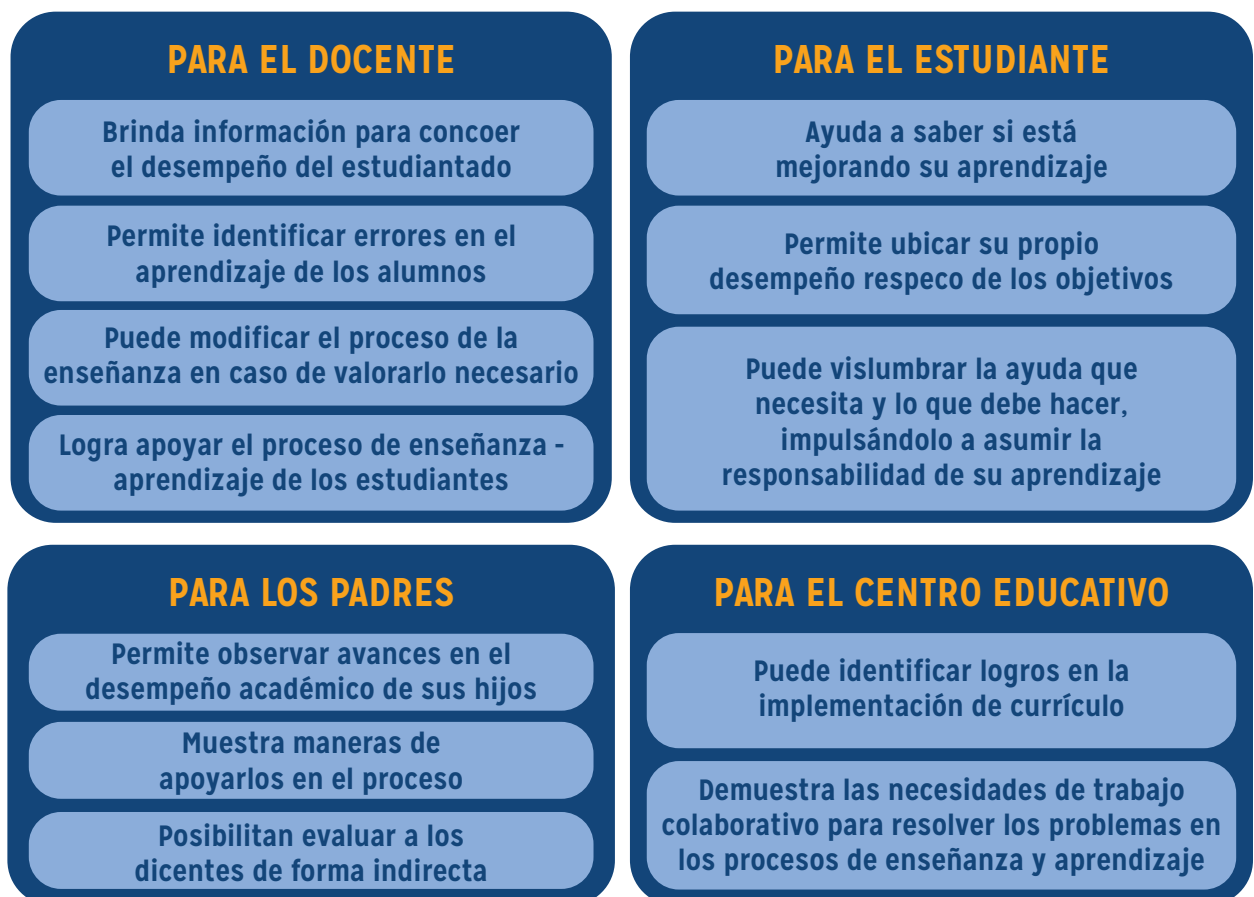 PARA EL DOCENTE
Brinda información para concoer
el desempeño del estudiantado
Permite identificar errores en el
aprendizaje de los alumnos
Puede modificar el proceso de la
enseñanza en caso de valorarlo necesario
Logra apoyar el proceso de enseñanza -
aprendizaje de los estudiantes
PARA EL ESTUDIANTE
Ayuda a saber si está
mejorando su aprendizaje
Permite ubicar su propio
desempeño respeco de los objetivos
Puede vislumbrar la ayuda que
necesita y lo que debe hacer,
impulsándolo a asumir la
responsabilidad de su aprendizaje
PARA LOS PADRES
Permite observar avances en el
desempeño académico de sus hijos
Muestra maneras de
apoyarlos en el proceso
Posibilitan evaluar a los
dicentes de forma indirecta
PARA EL CENTRO EDUCATIVO
Puede identificar logros en la
implementación de currículo
Demuestra las necesidades de trabajo
colaborativo para resolver los problemas en
los procesos de enseñanza y aprendizaje